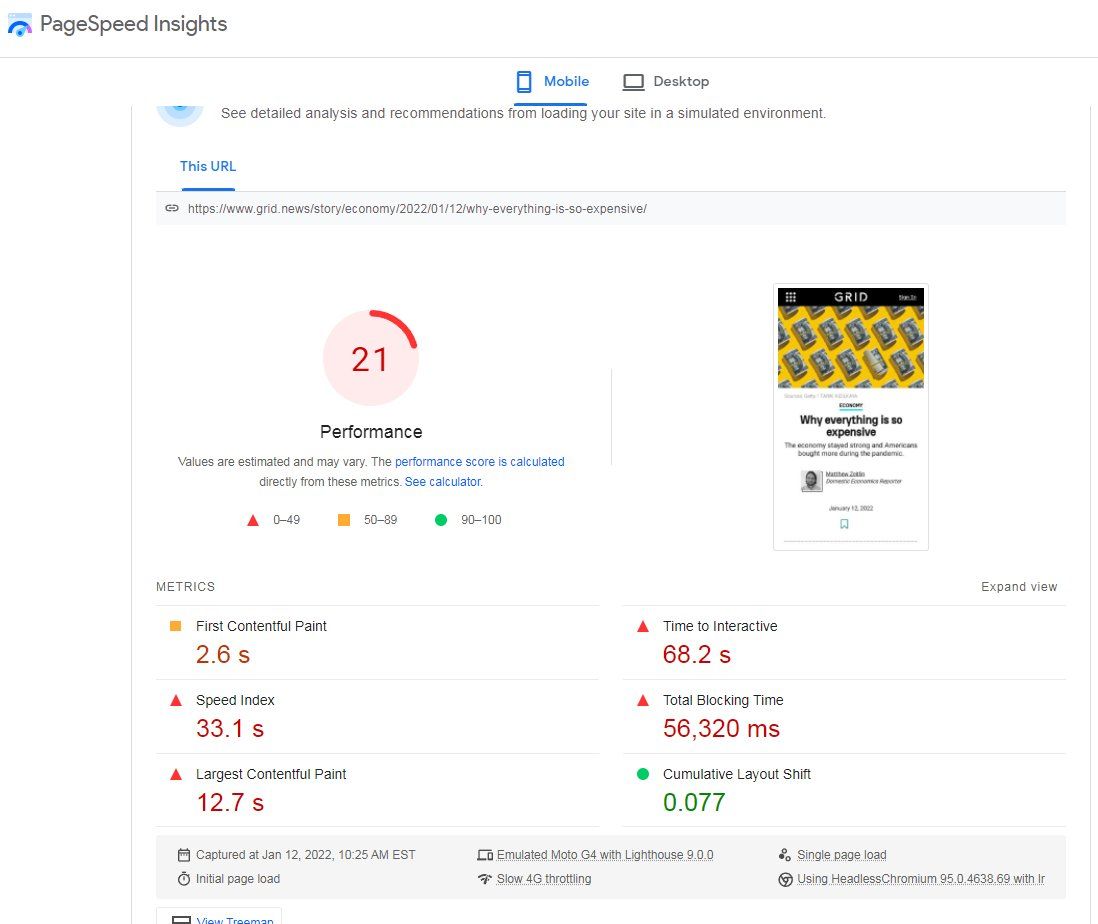 PageSpeed Insights
Mobile
Desktop
See detailed analysis and recommendations from loading your site in a simulated environment.
This URL
https://www.grid.news/story/economy/2022/01/12/why-everything-is-so-expensive/
21
Performance
Values are estimated and may vary. The performance score is calculated
directly from these metrics. See calculator.
0–49
50–89
90–100
GRID
Sign In
ECONOMY
Why everything is so
expensive
The economy stayed strong and Americans
bought more during the pandemic.
Matthew Zeitlin
Domestic Economics Reporter
January 12, 2022
METRICS
Expand view
First Contentful Paint
2.6 s
Time to Interactive
68.2 s
Speed Index
33.1 s
Total Blocking Time
56,320 ms
Largest Contentful Paint
12.7 s
Cumulative Layout Shift
0.077
Captured at Jan 12, 2022, 10:25 AM EST
Emulated Moto G4 with Lighthouse 9.0.0
Single page load
Initial page load
Slow 4G throttling
Using HeadlessChromium 95.0.4638.69 with lr
View Treemap